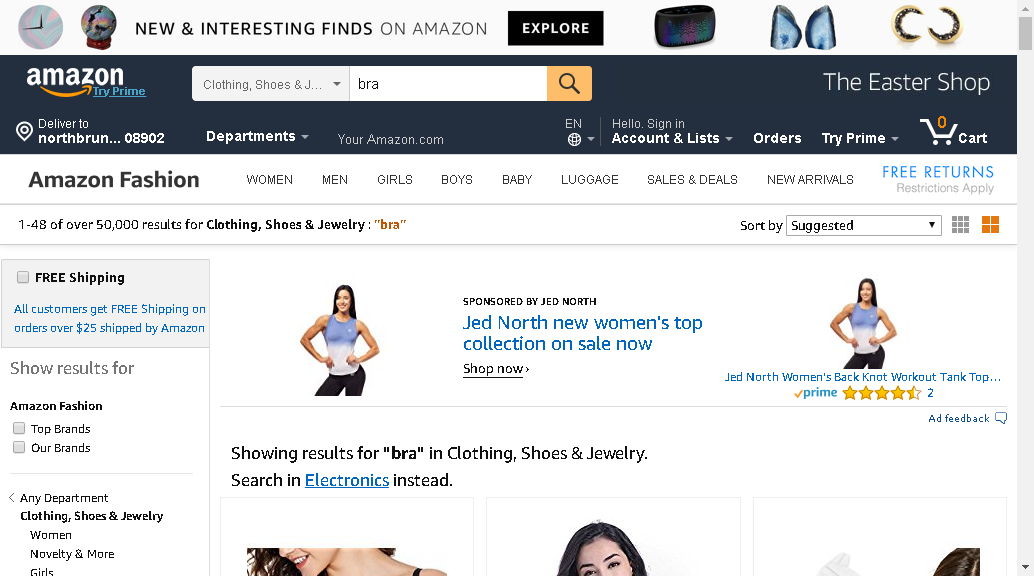 NEW & INTERESTING FINDS ON AMAZON
EXPLORE
amazon
Try Prime
Clothing, Shoes & J...
bra
The Easter Shop
Deliver to
northbrun... 08902
Departments
Your Amazon.com
EN
Hello. Sign in
Account & Lists
Orders
Try Prime
0
Cart
Amazon Fashion
WOMEN
MEN
GIRLS
BOYS
BABY
LUGGAGE
SALES & DEALS
NEW ARRIVALS
FREE RETURNS
Restrictions Apply
1-48 of over 50,000 results for Clothing, Shoes & Jewelry : "bra"
Sort by
Suggested
FREE Shipping
All customers get FREE Shipping on
orders over $25 shipped by Amazon
Show results for
Amazon Fashion
Top Brands
Our Brands
Any Department
Clothing, Shoes & Jewelry
Women
Novelty & More
Girls
SPONSORED BY JED NORTH
Jed North new women's top
collection on sale now
Shop now ›
Jed North Women's Back Knot Workout Tank Top...
prime
2
Ad feedback
Showing results for "bra" in Clothing, Shoes & Jewelry.
Search in Electronics instead.